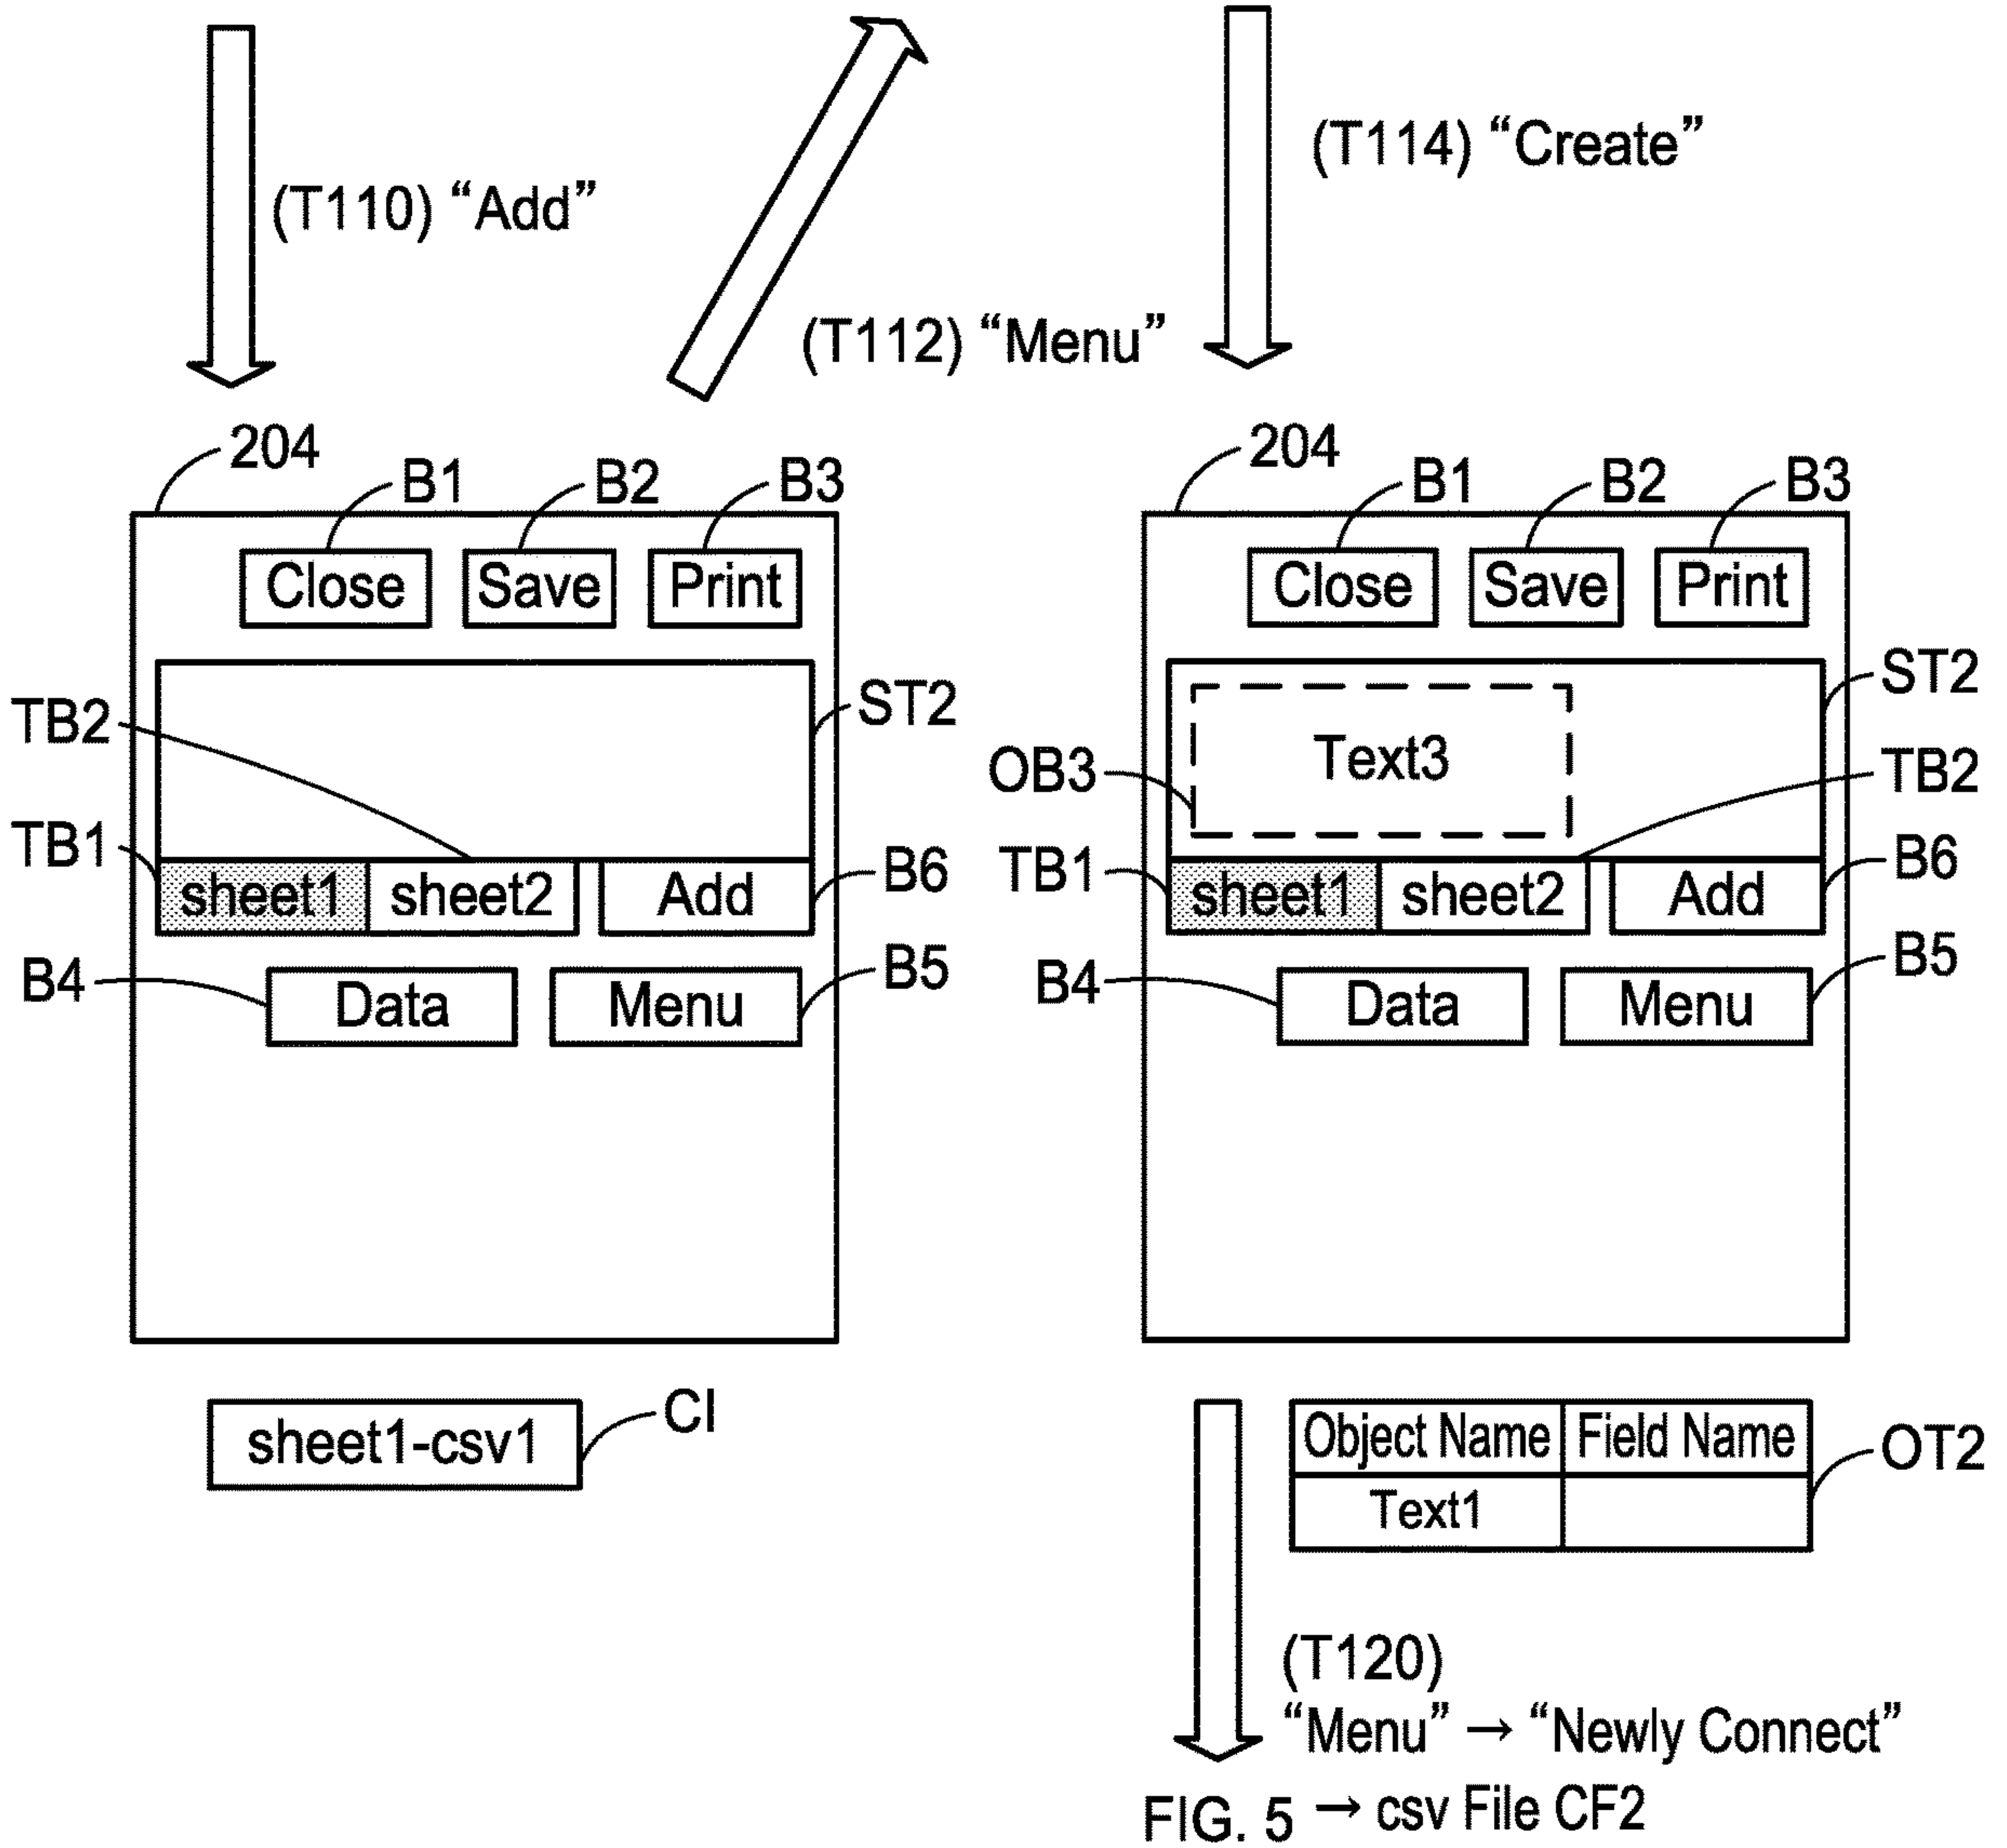 (T110) “Add”
(T112) “Menu”
(T114) “Create”
204
B1
B2
B3
Close
Save
Print
ST2
TB2
TB1
sheet1
sheet2
Add
B6
B4
Data
Menu
B5
sheet1-csv1
CI
204
B1
B2
B3
Close
Save
Print
ST2
Text3
OB3
TB2
TB1
sheet1
sheet2
Add
B6
B4
Data
Menu
B5
Object Name
Field Name
OT2
Text1
(T120)
“Menu” → “Newly Connect”
FIG. 5 → csv File CF2